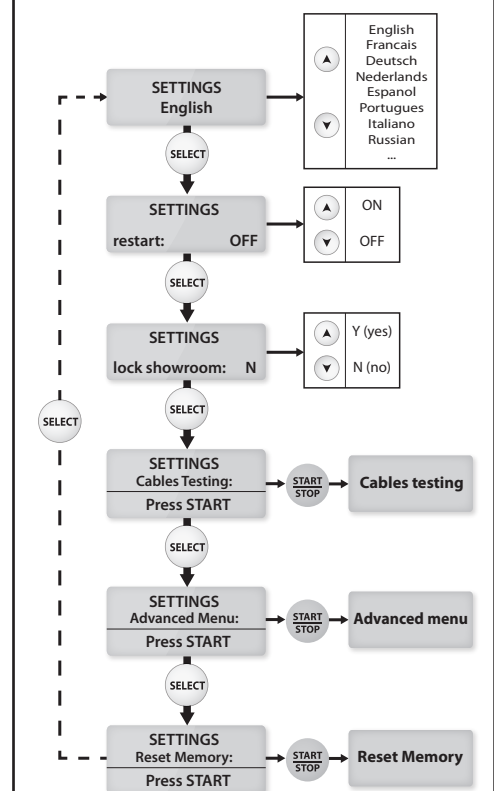 SETTINGS
English
English
Francais
Deutsch
Nederlands
Espanol
Portugues
Italiano
Russian
...
SELECT
SETTINGS
restart: OFF
ON
OFF
SELECT
SETTINGS
lock showroom: N
Y (yes)
N (no)
SELECT
SELECT
SETTINGS
Cables Testing:
Press START
START
STOP
Cables testing
SELECT
SETTINGS
Advanced Menu:
Press START
START
STOP
Advanced menu
SELECT
SETTINGS
Reset Memory:
Press START
START
STOP
Reset Memory